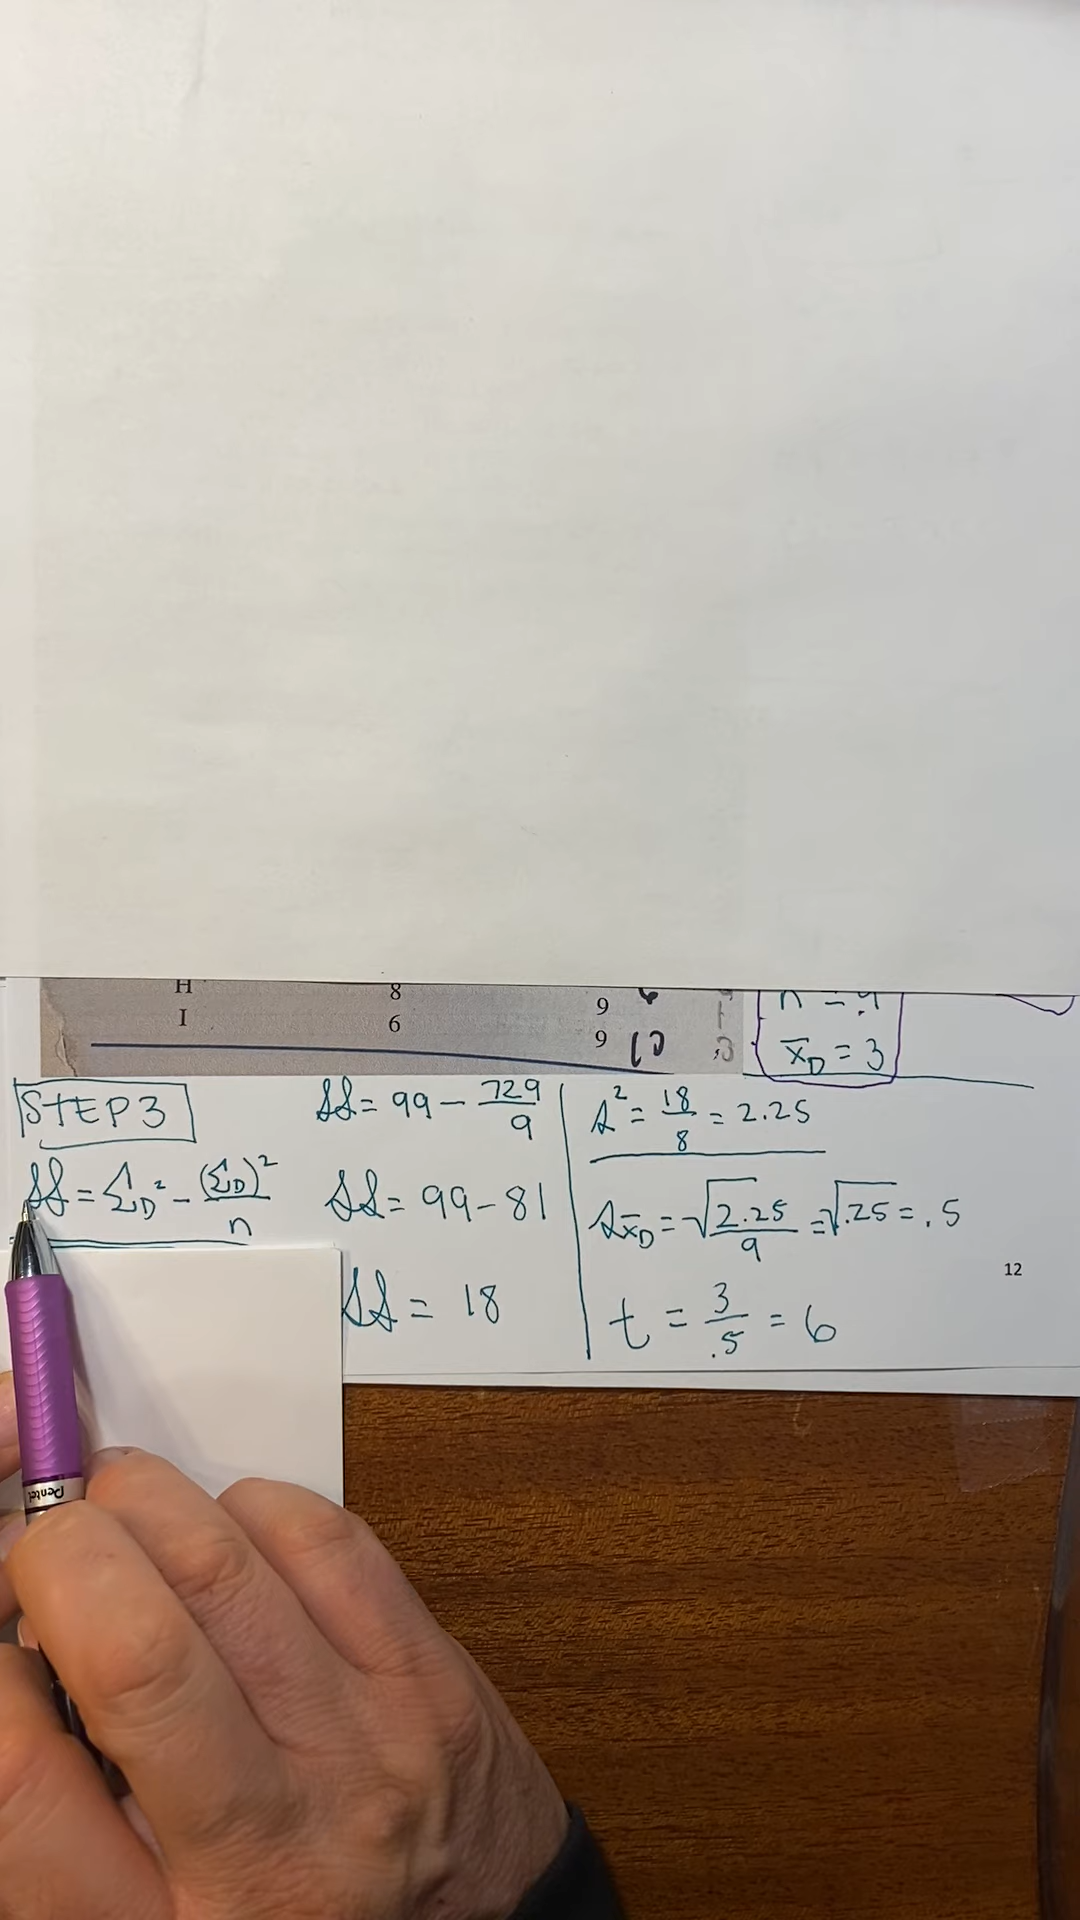 H 8
I 6 9
9
n = 9
x̄D = 3
STEP 3
SS = ΣD² - (ΣD)²/n
SS = 99 - 729/9
SS = 99 - 81
SS = 18
s² = 18/8 = 2.25
sx̄D = √2.25/9 = √.25 = .5
t = 3/.5 = 6
12
Pentel